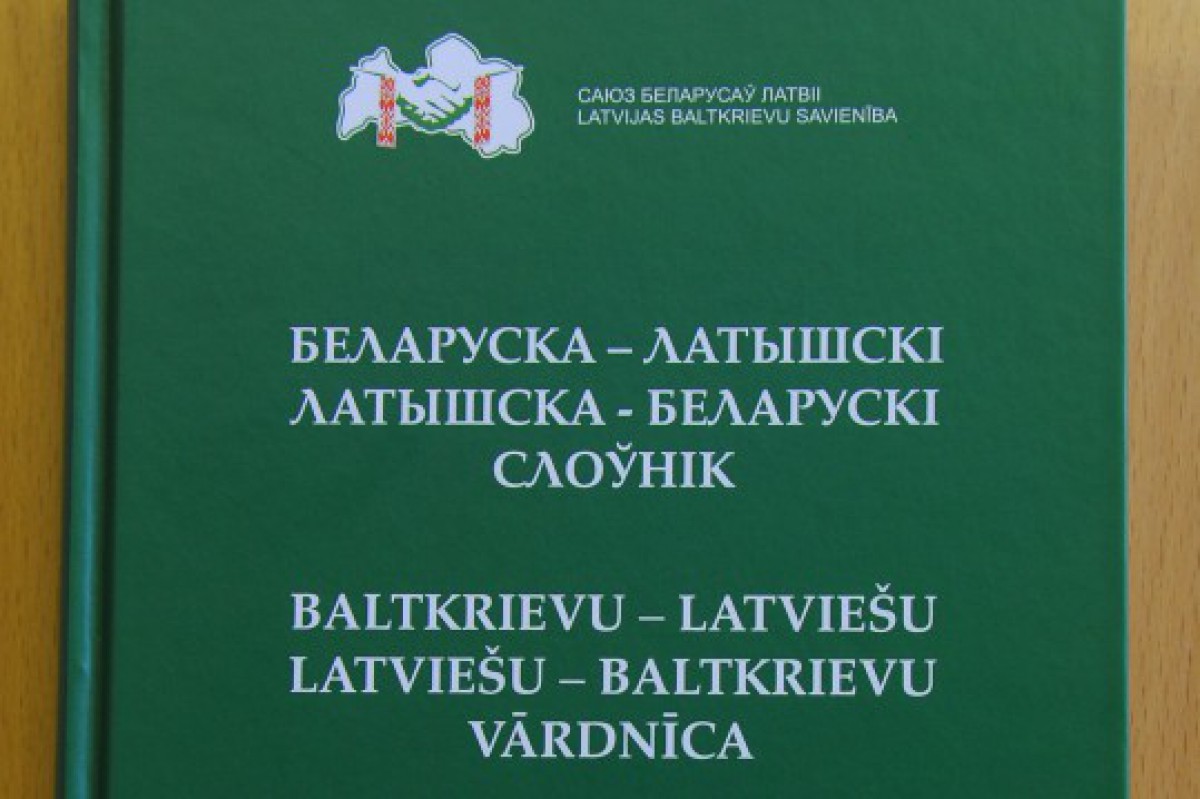 САЮЗ БЕЛАРУСАЎ ЛАТВІІ
LATVIJAS BALTKRIEVU SAVIENĪBA
БЕЛАРУСКА – ЛАТЫШСКІ
ЛАТЫШСКА - БЕЛАРУСКІ
СЛОЎНІК
BALTKRIEVU – LATVIEŠU
LATVIEŠU – BALTKRIEVU
VĀRDNĪCA